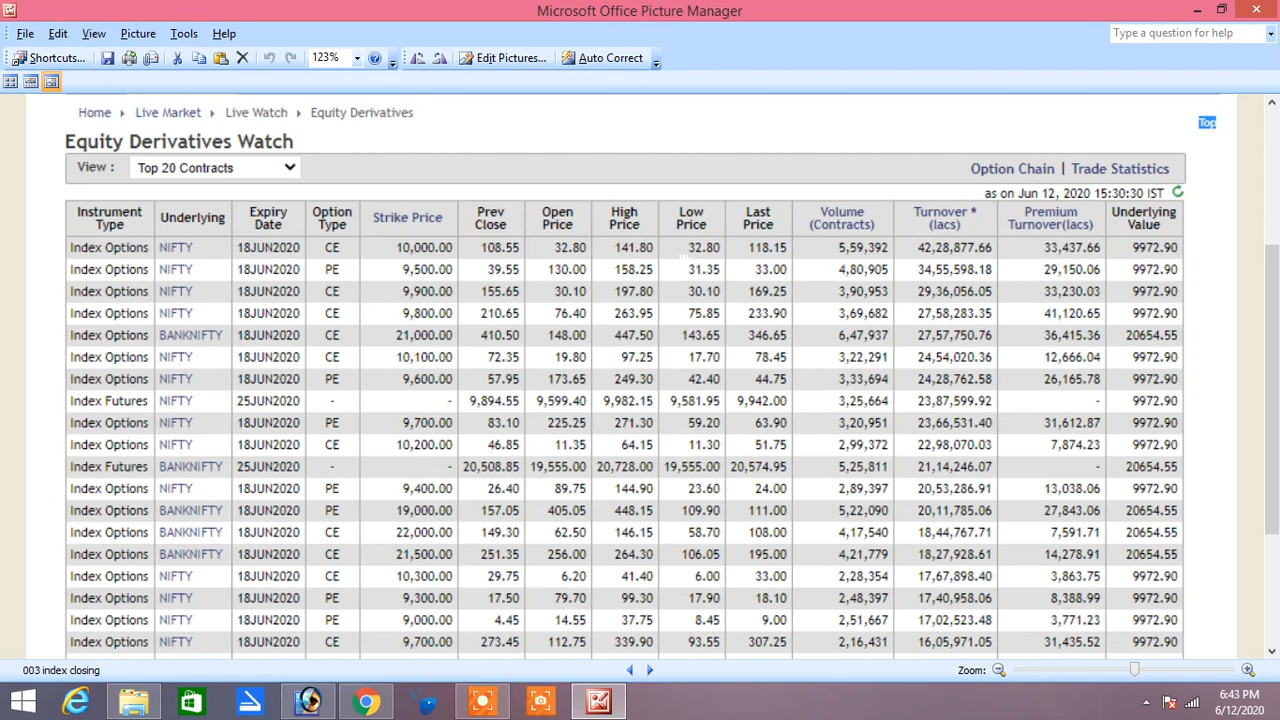 Microsoft Office Picture Manager
File Edit View Picture Tools Help
Type a question for help
Shortcuts... 123% Edit Pictures... Auto Correct
Home Live Market Live Watch Equity Derivatives
Top
Equity Derivatives Watch
View : Top 20 Contracts Option Chain | Trade Statistics
as on Jun 12, 2020 15:30:30 IST
Instrument Type Underlying Expiry Date Option Type Strike Price Prev Close Open Price High Price Low Price Last Price Volume (Contracts) Turnover * (lacs) Premium Turnover(lacs) Underlying Value
Index Options NIFTY 18JUN2020 CE 10,000.00 108.55 32.80 141.80 32.80 118.15 5,59,392 42,28,877.66 33,437.66 9972.90
Index Options NIFTY 18JUN2020 PE 9,500.00 39.55 130.00 158.25 31.35 33.00 4,80,905 34,55,598.18 29,150.06 9972.90
Index Options NIFTY 18JUN2020 CE 9,900.00 155.65 30.10 197.80 30.10 169.25 3,90,953 29,36,056.05 33,230.03 9972.90
Index Options NIFTY 18JUN2020 CE 9,800.00 210.65 76.40 263.95 75.85 233.90 3,69,682 27,58,283.35 41,120.65 9972.90
Index Options BANKNIFTY 18JUN2020 CE 21,000.00 410.50 148.00 447.50 143.65 346.65 6,47,937 27,57,750.76 36,415.36 20654.55
Index Options NIFTY 18JUN2020 CE 10,100.00 72.35 19.80 97.25 17.70 78.45 3,22,291 24,54,020.36 12,666.04 9972.90
Index Options NIFTY 18JUN2020 PE 9,600.00 57.95 173.65 249.30 42.40 44.75 3,33,694 24,28,762.58 26,165.78 9972.90
Index Futures NIFTY 25JUN2020 - - 9,894.55 9,599.40 9,982.15 9,581.95 9,942.00 3,25,664 23,87,599.92 - 9972.90
Index Options NIFTY 18JUN2020 PE 9,700.00 83.10 225.25 271.30 59.20 63.90 3,20,951 23,66,531.40 31,612.87 9972.90
Index Options NIFTY 18JUN2020 CE 10,200.00 46.85 11.35 64.15 11.30 51.75 2,99,372 22,98,070.03 7,874.23 9972.90
Index Futures BANKNIFTY 25JUN2020 - - 20,508.85 19,555.00 20,728.00 19,555.00 20,574.95 5,25,811 21,14,246.07 - 20654.55
Index Options NIFTY 18JUN2020 PE 9,400.00 26.40 89.75 144.90 23.60 24.00 2,89,397 20,53,286.91 13,038.06 9972.90
Index Options BANKNIFTY 18JUN2020 PE 19,000.00 157.05 405.05 448.15 109.90 111.00 5,22,090 20,11,785.06 27,843.06 20654.55
Index Options BANKNIFTY 18JUN2020 CE 22,000.00 149.30 62.50 146.15 58.70 108.00 4,17,540 18,44,767.71 7,591.71 20654.55
Index Options BANKNIFTY 18JUN2020 CE 21,500.00 251.35 256.00 264.30 106.05 195.00 4,21,779 18,27,928.61 14,278.91 20654.55
Index Options NIFTY 18JUN2020 CE 10,300.00 29.75 6.20 41.40 6.00 33.00 2,28,354 17,67,898.40 3,863.75 9972.90
Index Options NIFTY 18JUN2020 PE 9,300.00 17.50 79.70 99.30 17.90 18.10 2,48,397 17,40,958.06 8,388.99 9972.90
Index Options NIFTY 18JUN2020 PE 9,000.00 4.45 14.55 37.75 8.45 9.00 2,51,667 17,02,523.48 3,771.23 9972.90
Index Options NIFTY 18JUN2020 CE 9,700.00 273.45 112.75 339.90 93.55 307.25 2,16,431 16,05,971.05 31,435.52 9972.90
003 index closing Zoom:
6:43 PM
6/12/2020